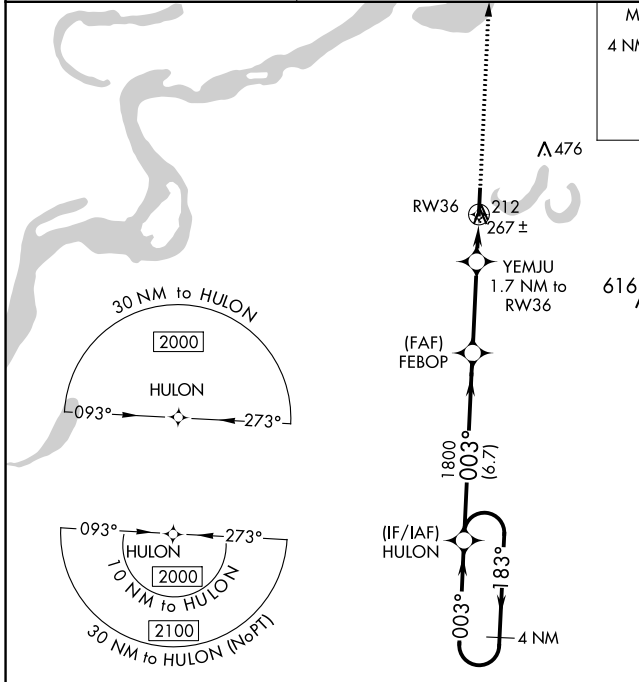 M
4 NM
476
RW36
212
267 ±
YEMJU
1.7 NM to
RW36
616
30 NM to HULON
2000
HULON
093°
273°
(FAF)
FEBOP
1800
003°
(6.7)
093°
273°
HULON
2000
10 NM to HULON
2100
30 NM to HULON (NoPT)
(IF/IAF)
HULON
003°
183°
4 NM